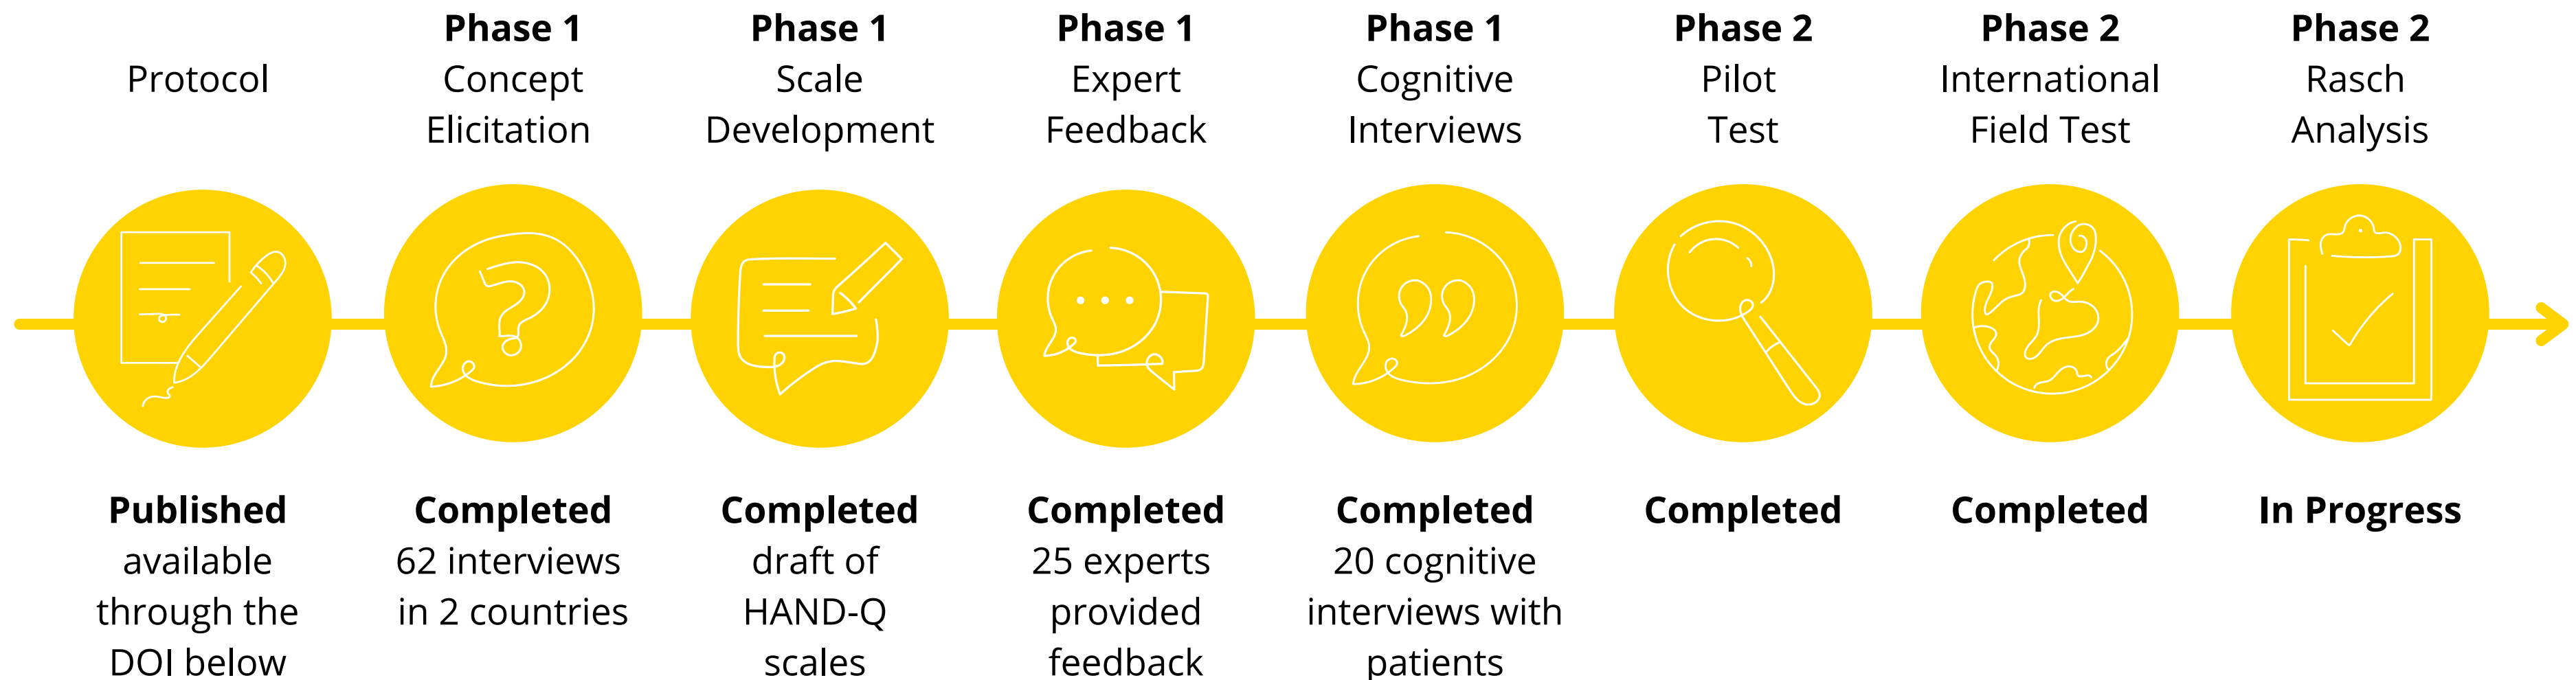 Protocol
Phase 1
Concept
Elicitation
Phase 1
Scale
Development
Phase 1
Expert
Feedback
Phase 1
Cognitive
Interviews
Phase 2
Pilot
Test
Phase 2
International
Field Test
Phase 2
Rasch
Analysis
Published
available
through the
DOI below
Completed
62 interviews
in 2 countries
Completed
draft of
HAND-Q
scales
Completed
25 experts
provided
feedback
Completed
20 cognitive
interviews with
patients
Completed
Completed
In Progress